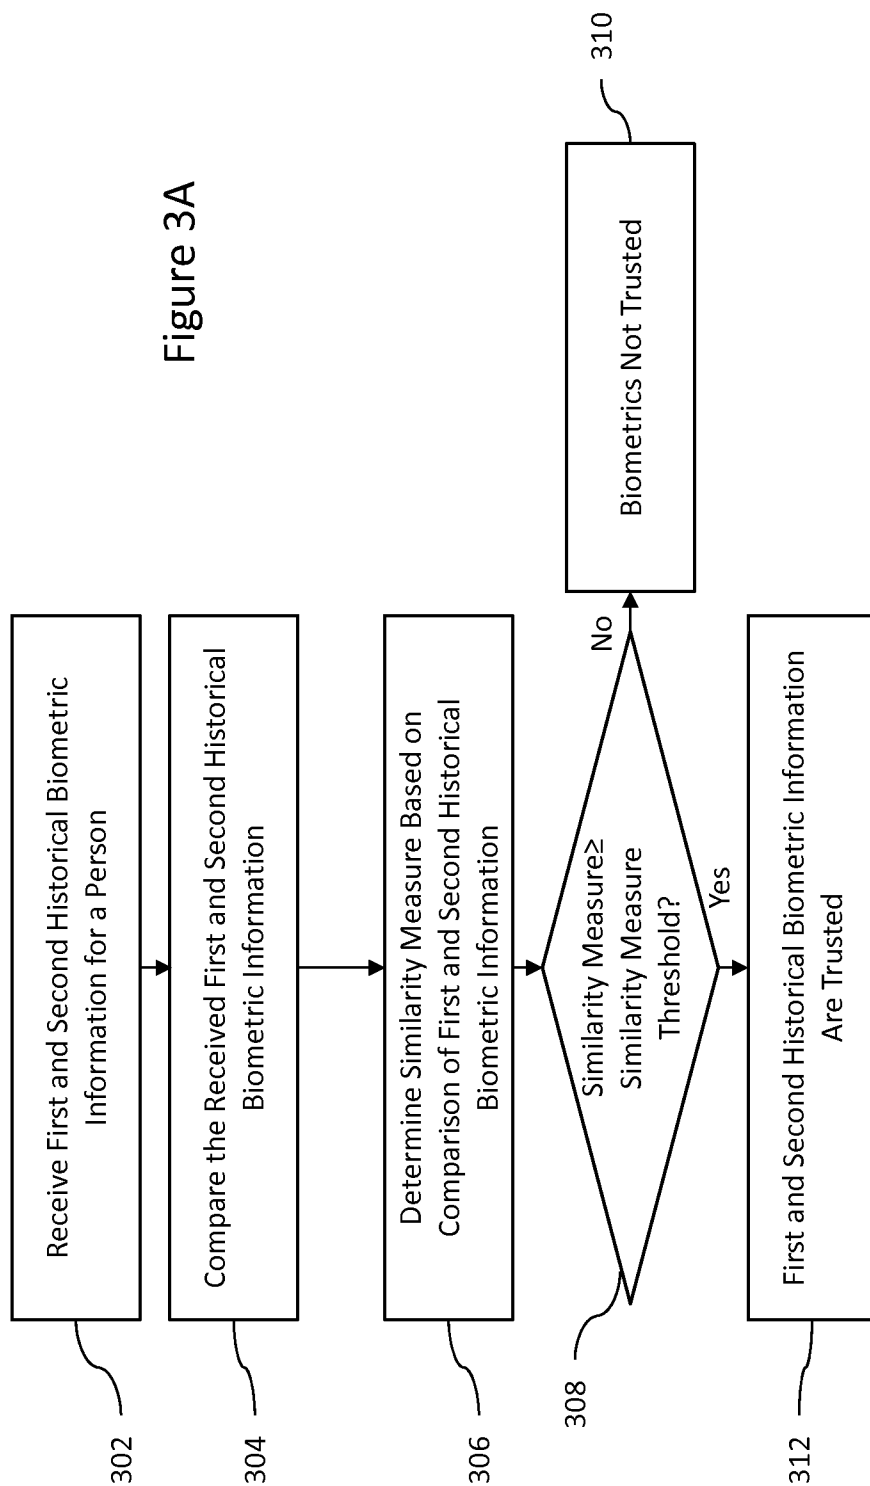 Figure 3A
302
Receive First and Second Historical Biometric
Information for a Person
304
Compare the Received First and Second Historical
Biometric Information
306
Determine Similarity Measure Based on
Comparison of First and Second Historical
Biometric Information
308
Similarity Measure≥
Similarity Measure
Threshold?
No
310
Biometrics Not Trusted
Yes
312
First and Second Historical Biometric Information
Are Trusted